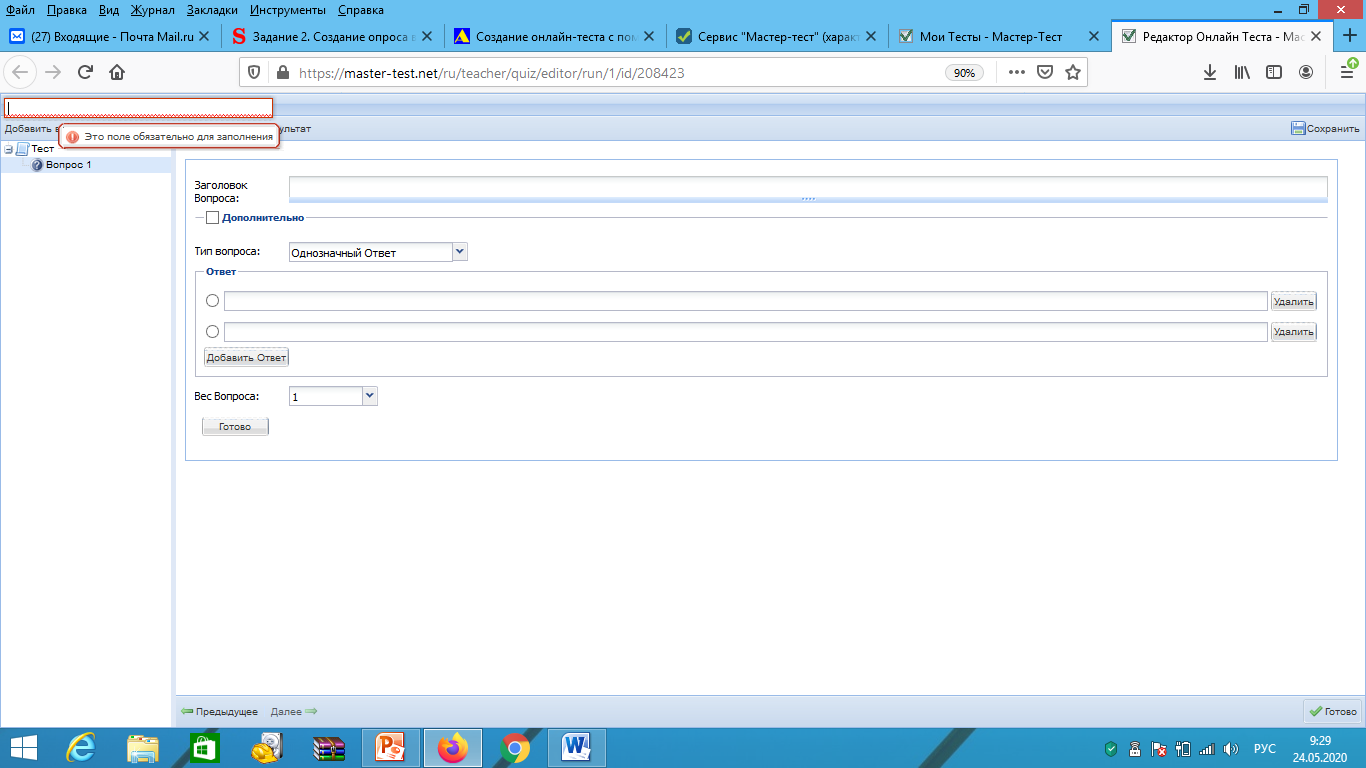 Файл Правка Вид Журнал Закладки Инструменты Справка
(27) Входящие - Почта Mail.ru
Задание 2. Создание опроса в
Создание онлайн-теста с пом
Сервис "Мастер-тест" (харак
Мои Тесты - Мастер-Тест
Редактор Онлайн Теста - Мас
https://master-test.net/ru/teacher/quiz/editor/run/1/id/208423
90%
Добавить в
Это поле обязательно для заполнения
ультат
Сохранить
Тест
Вопрос 1
Заголовок
Вопроса:
Дополнительно
Тип вопроса:
Однозначный Ответ
Ответ
Удалить
Удалить
Добавить Ответ
Вес Вопроса:
1
Готово
Предыдущее
Далее
Готово
РУС
9:29
24.05.2020